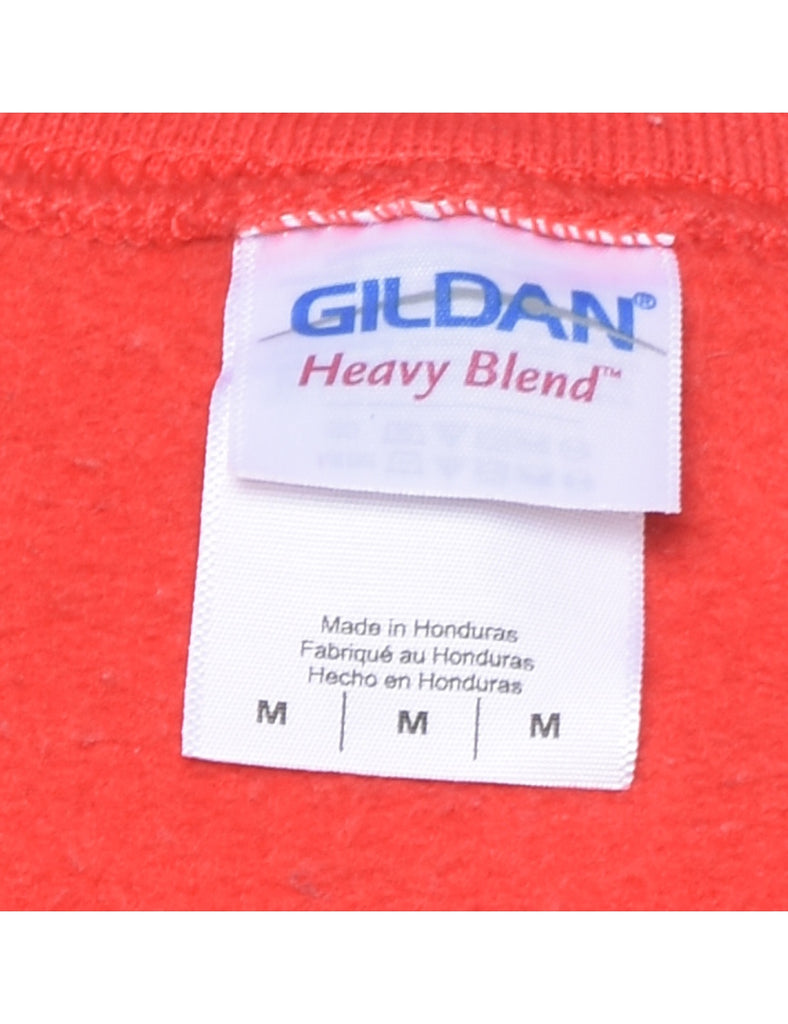 GILDAN®
Heavy Blend™
Made in Honduras
Fabriqué au Honduras
Hecho en Honduras
M | M | M